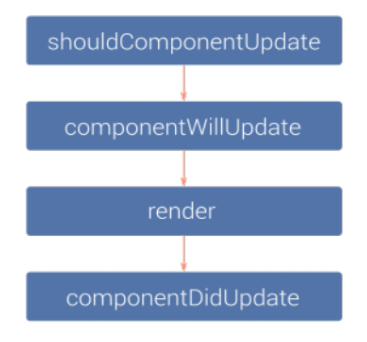 shouldComponentUpdate
componentWillUpdate
render
componentDidUpdate